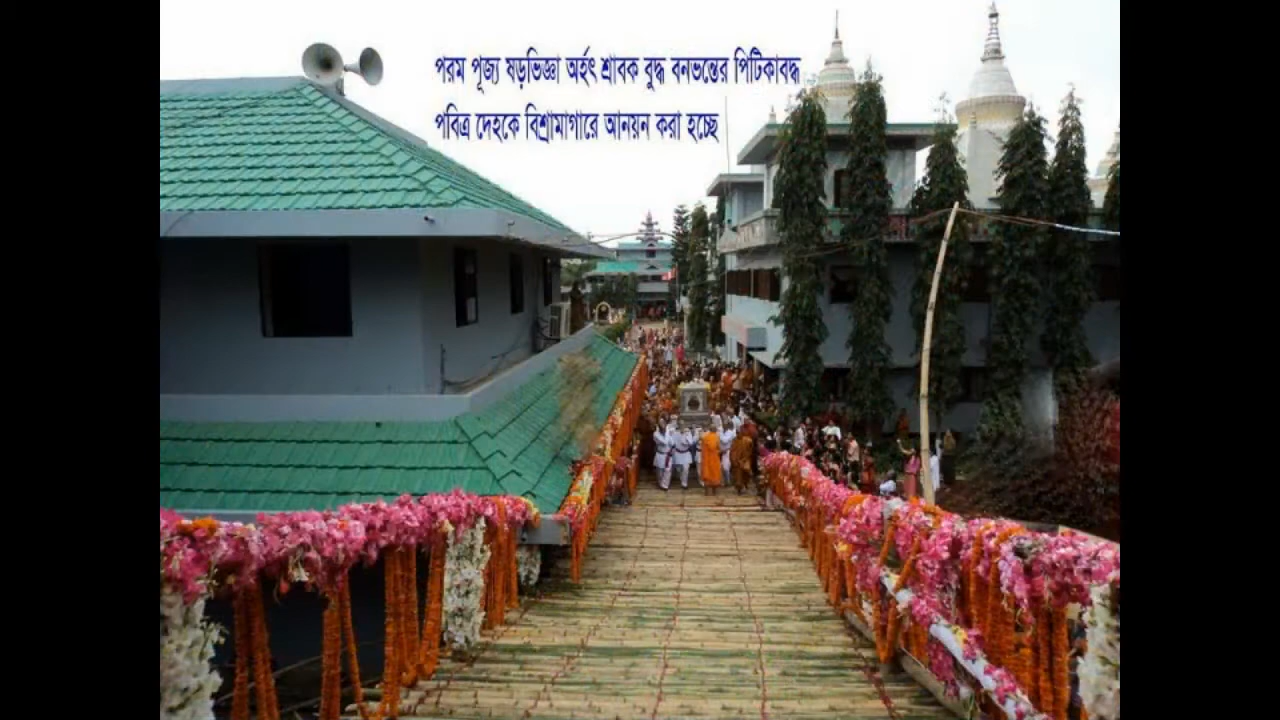 পরম পূজ্য ষড়ভিজ্ঞা অর্হৎ শ্রাবক বুদ্ধ বনভন্তের পিটিকাবদ্ধ
পবিত্র দেহকে বিশ্রামাগারে আনয়ন করা হচ্ছে